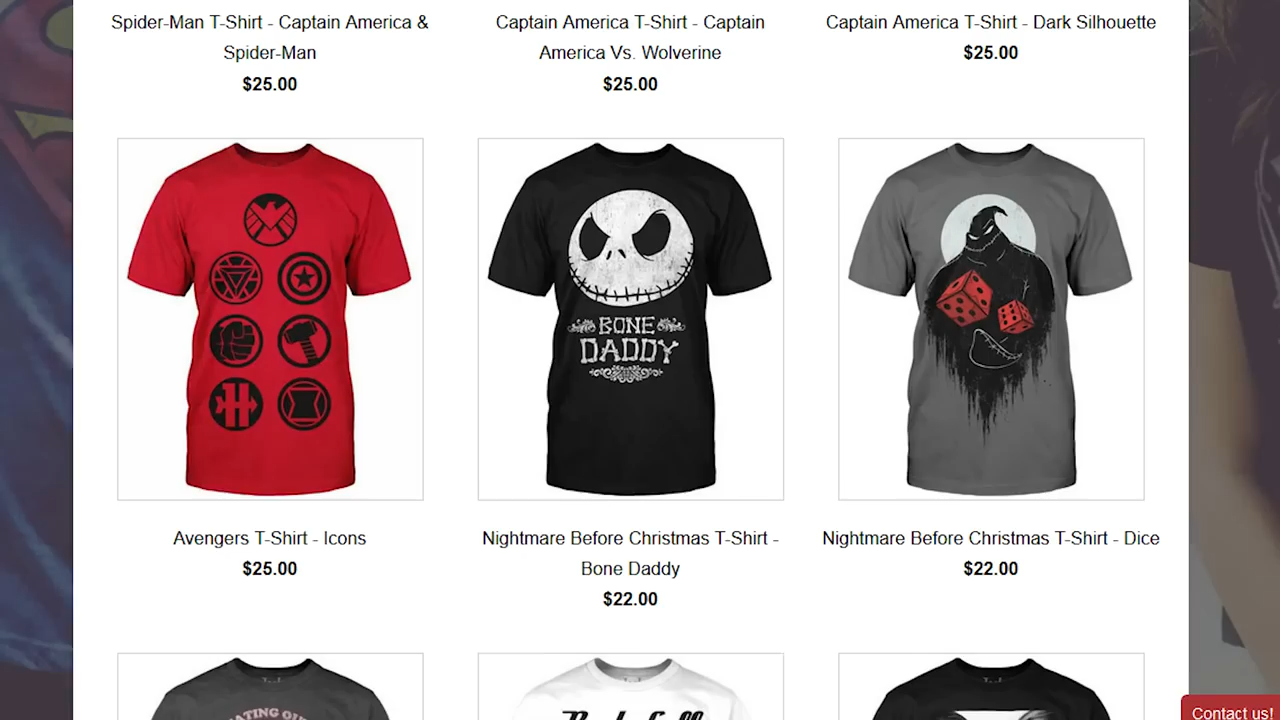 Spider-Man T-Shirt - Captain America &
Spider-Man
$25.00
Captain America T-Shirt - Captain
America Vs. Wolverine
$25.00
Captain America T-Shirt - Dark Silhouette
$25.00
BONE
DADDY
Avengers T-Shirt - Icons
$25.00
Nightmare Before Christmas T-Shirt -
Bone Daddy
$22.00
Nightmare Before Christmas T-Shirt - Dice
$22.00
Contact us!